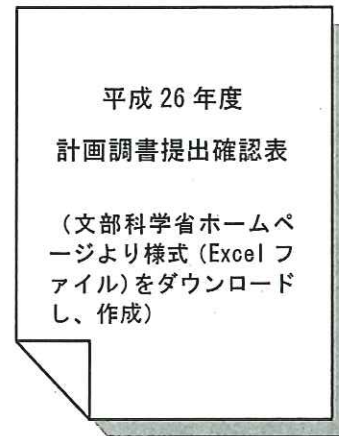 平成 26 年度
計画調書提出確認表
（文部科学省ホームペ
ージより様式（Excel フ
ァイル）をダウンロード
し、作成）